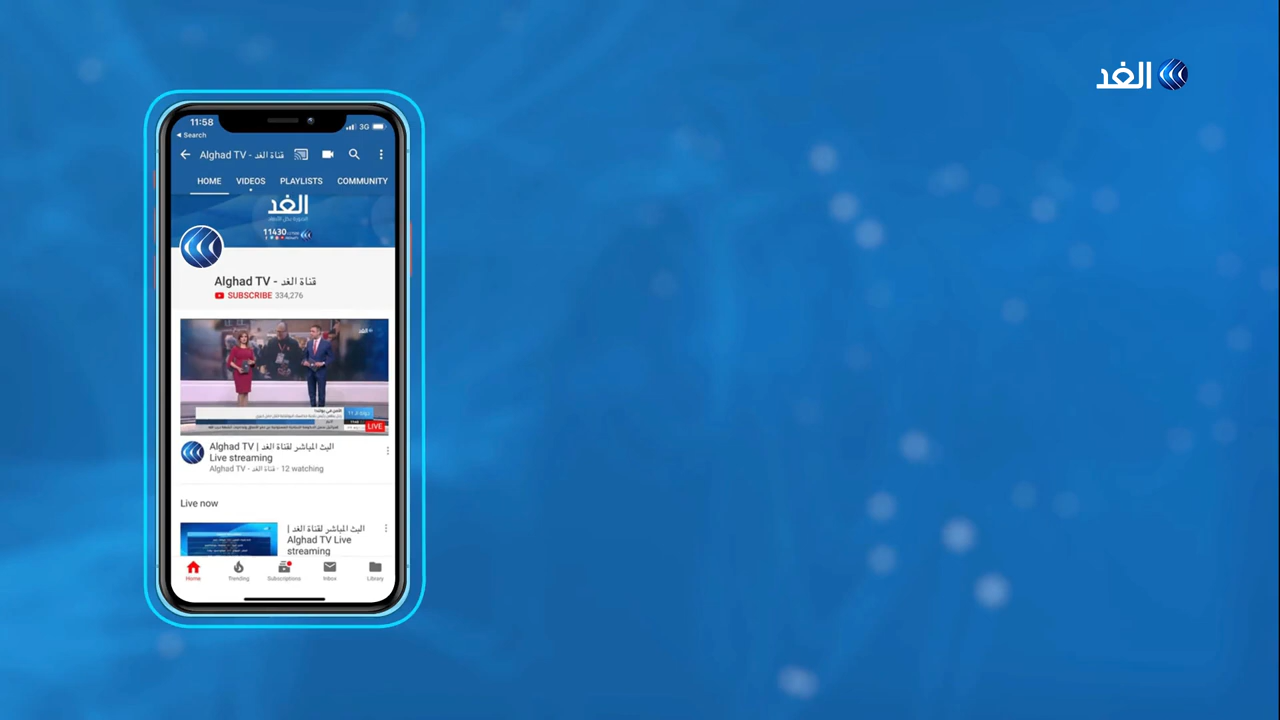 الغد
11:58
3G
Search
Alghad TV - قناة الغد
HOME VIDEOS PLAYLISTS COMMUNITY
الغد
11430
Alghad TV - قناة الغد
SUBSCRIBE 334,276
الغد
LIVE
Alghad TV | البث المباشر لقناة الغد
Live streaming
Alghad TV - قناة الغد · 12 watching
Live now
البث المباشر لقناة الغد |
Alghad TV Live
streaming
Home Trending Subscriptions Inbox Library